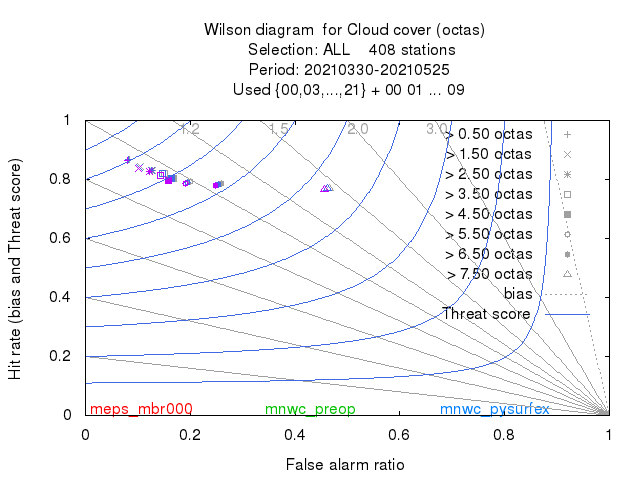 Wilson diagram  for Cloud cover (octas)
Selection: ALL    408 stations
Period: 20210330-20210525
Used {00,03,...,21} + 00 01 ... 09
1.2 1.5 2.0 3.0
> 0.50 octas
> 1.50 octas
> 2.50 octas
> 3.50 octas
> 4.50 octas
> 5.50 octas
> 6.50 octas
> 7.50 octas
bias
Threat score
Hit rate (bias and Threat score)
1
0.8
0.6
0.4
0.2
0
meps_mbr000 mnwc_preop mnwc_pysurfex
0 0.2 0.4 0.6 0.8 1
False alarm ratio